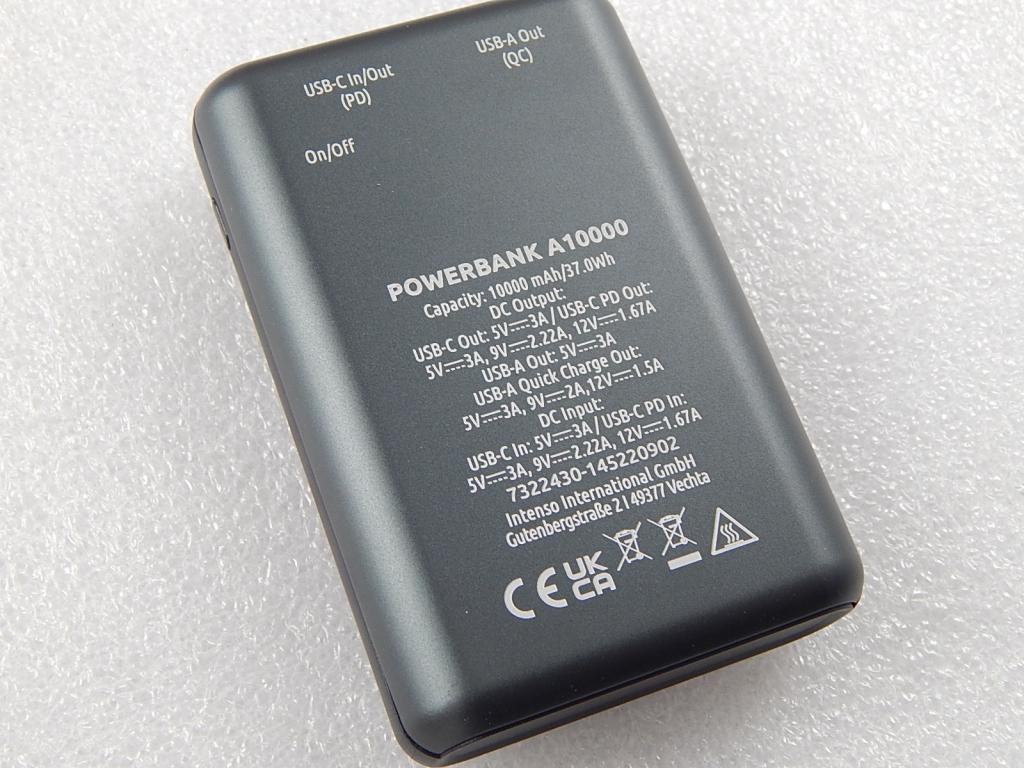 USB-C In/Out
(PD)
USB-A Out
(QC)
On/Off
POWERBANK A10000
Capacity: 10000 mAh/37.0Wh
DC Output:
USB-C Out: 5V⎓3A / USB-C PD Out:
5V⎓3A, 9V⎓2.22A, 12V⎓1.67A
USB-A Out: 5V⎓3A
USB-A Quick Charge Out:
5V⎓3A, 9V⎓2A,12V⎓1.5A
DC Input:
USB-C In: 5V⎓3A / USB-C PD In:
5V⎓3A, 9V⎓2.22A, 12V⎓1.67A
7322430-145220902
Intenso International GmbH
Gutenbergstraße 2 I 49377 Vechta
CE UK
CA